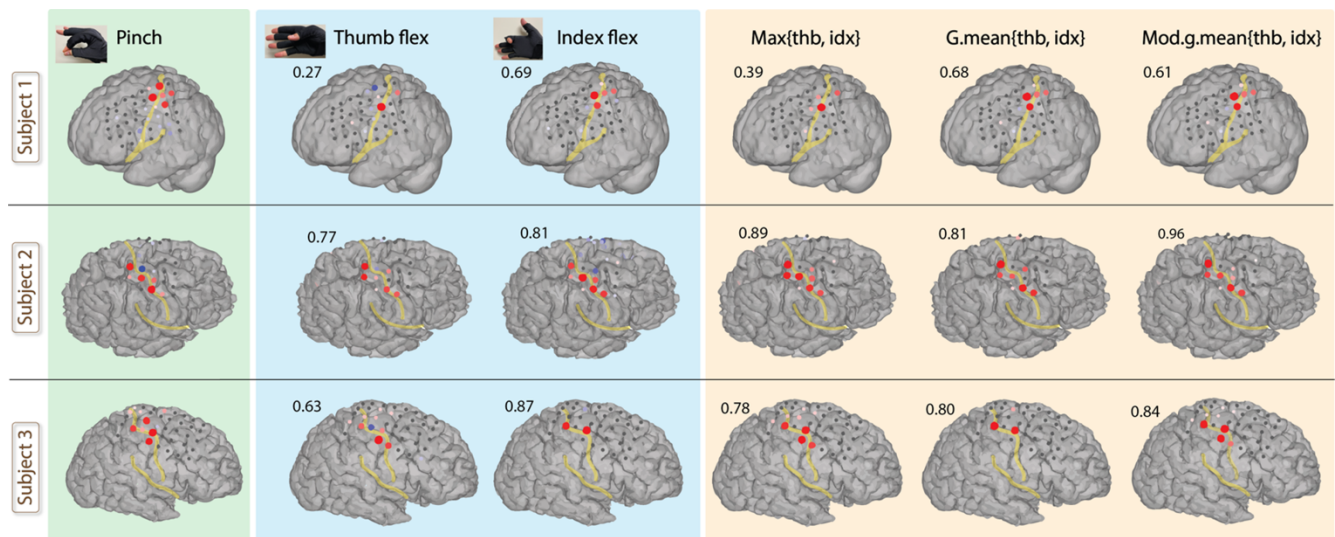 Pinch
Thumb flex
Index flex
Max{thb, idx}
G.mean{thb, idx}
Mod.g.mean{thb, idx}
Subject 1
0.27
0.69
0.39
0.68
0.61
Subject 2
0.77
0.81
0.89
0.81
0.96
Subject 3
0.63
0.87
0.78
0.80
0.84